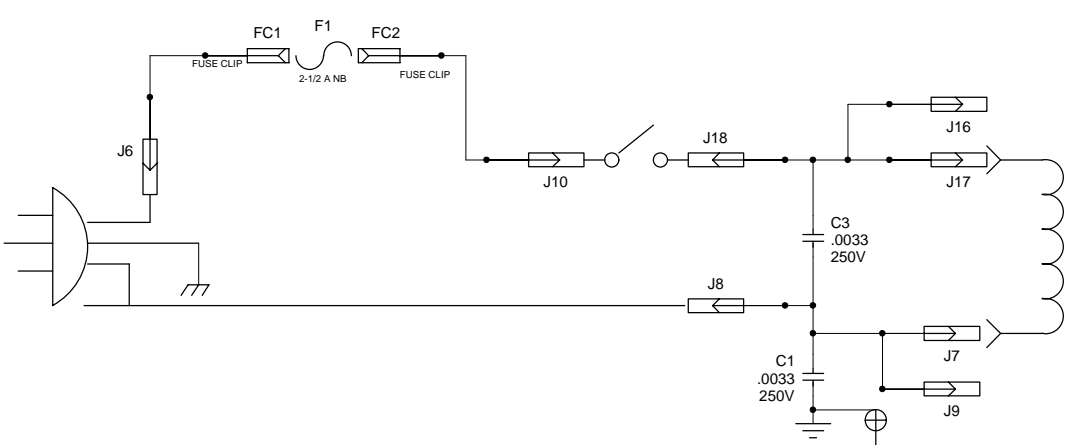 FC1
F1
FC2
FUSE CLIP
2-1/2 A NB
FUSE CLIP
J6
J10
J18
J16
J17
C3
.0033
250V
J8
J7
C1
.0033
250V
J9